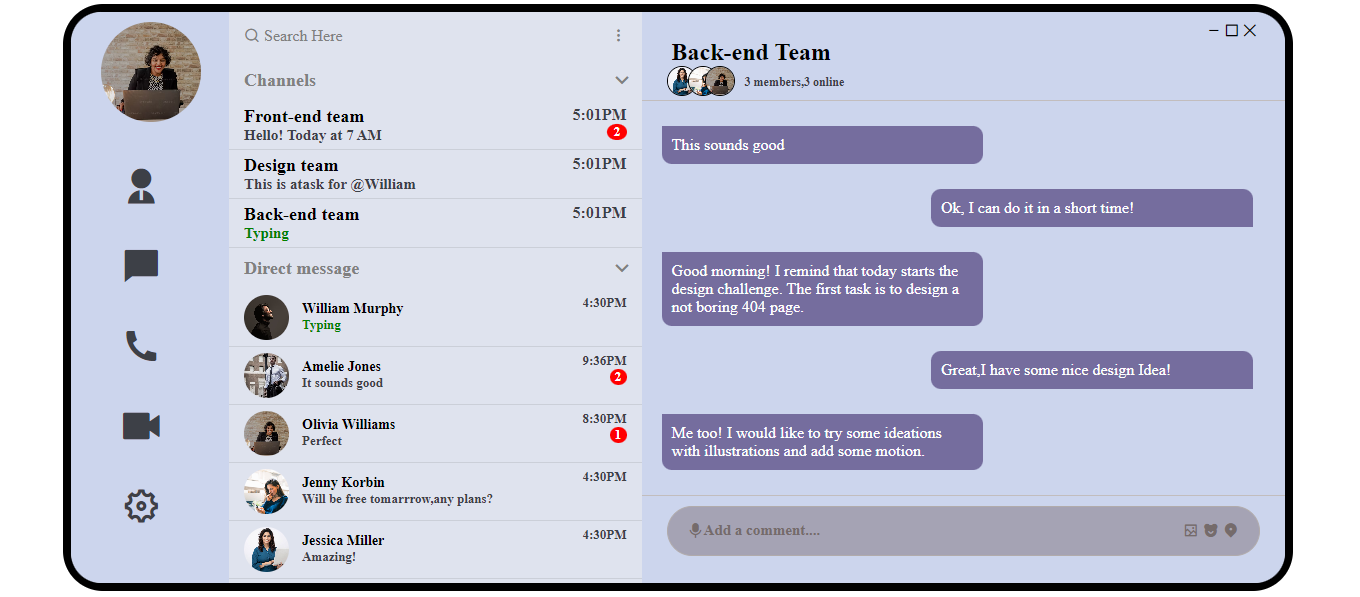 Search Here
Channels
Front-end team
5:01PM
Hello! Today at 7 AM
2
Design team
5:01PM
This is atask for @William
Back-end team
5:01PM
Typing
Direct message
William Murphy
4:30PM
Typing
Amelie Jones
9:36PM
It sounds good
2
Olivia Williams
8:30PM
Perfect
1
Jenny Korbin
4:30PM
Will be free tomarrrow,any plans?
Jessica Miller
4:30PM
Amazing!
Back-end Team
3 members,3 online
This sounds good
Ok, I can do it in a short time!
Good morning! I remind that today starts the
design challenge. The first task is to design a
not boring 404 page.
Great,I have some nice design Idea!
Me too! I would like to try some ideations
with illustrations and add some motion.
Add a comment....